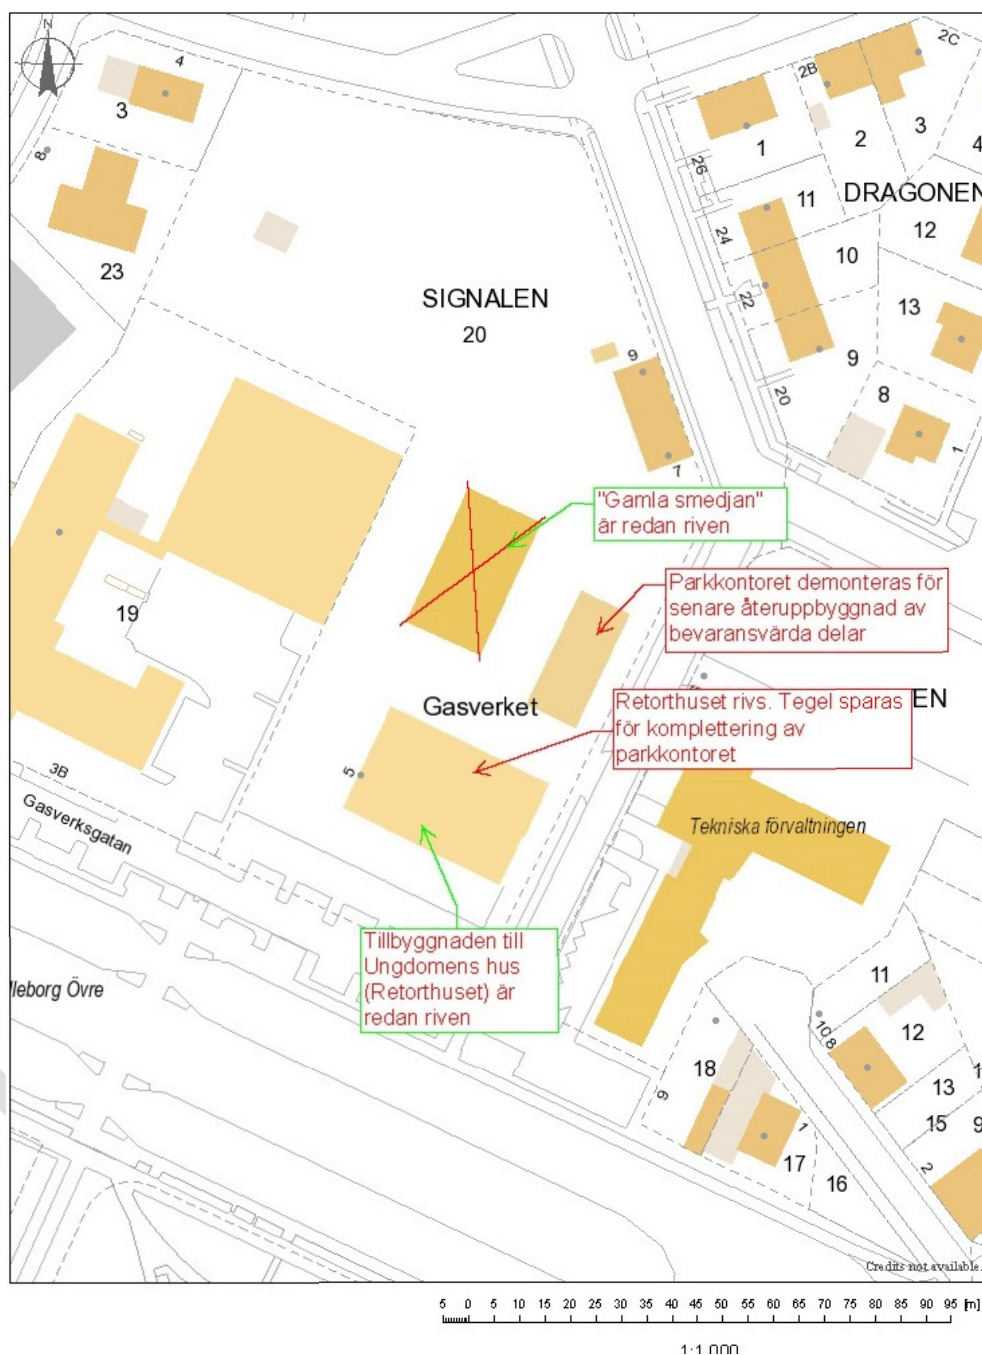 N
4
3
8
23
SIGNALEN
20
2C
2B
1
2
3
4
26
11
DRAGONEN
12
24
10
22
13
9
20
8
1
9
7
"Gamla smedjan"
är redan riven
Parkkontoret demonteras för
senare återuppbyggnad av
bevaransvärda delar
19
Gasverket
Retorthuset rivs. Tegel sparas
för komplettering av
parkkontoret
EN
5
3B
Gasverksgatan
Tekniska förvaltningen
Tillbyggnaden till
Ungdomens hus
(Retorthuset) är
redan riven
lleborg Övre
11
10
8
12
18
9
13
1
15
9
1
17
16
2
Credits not available.
5 0 5 10 15 20 25 30 35 40 45 50 55 60 65 70 75 80 85 90 95 [m]
1:1 000